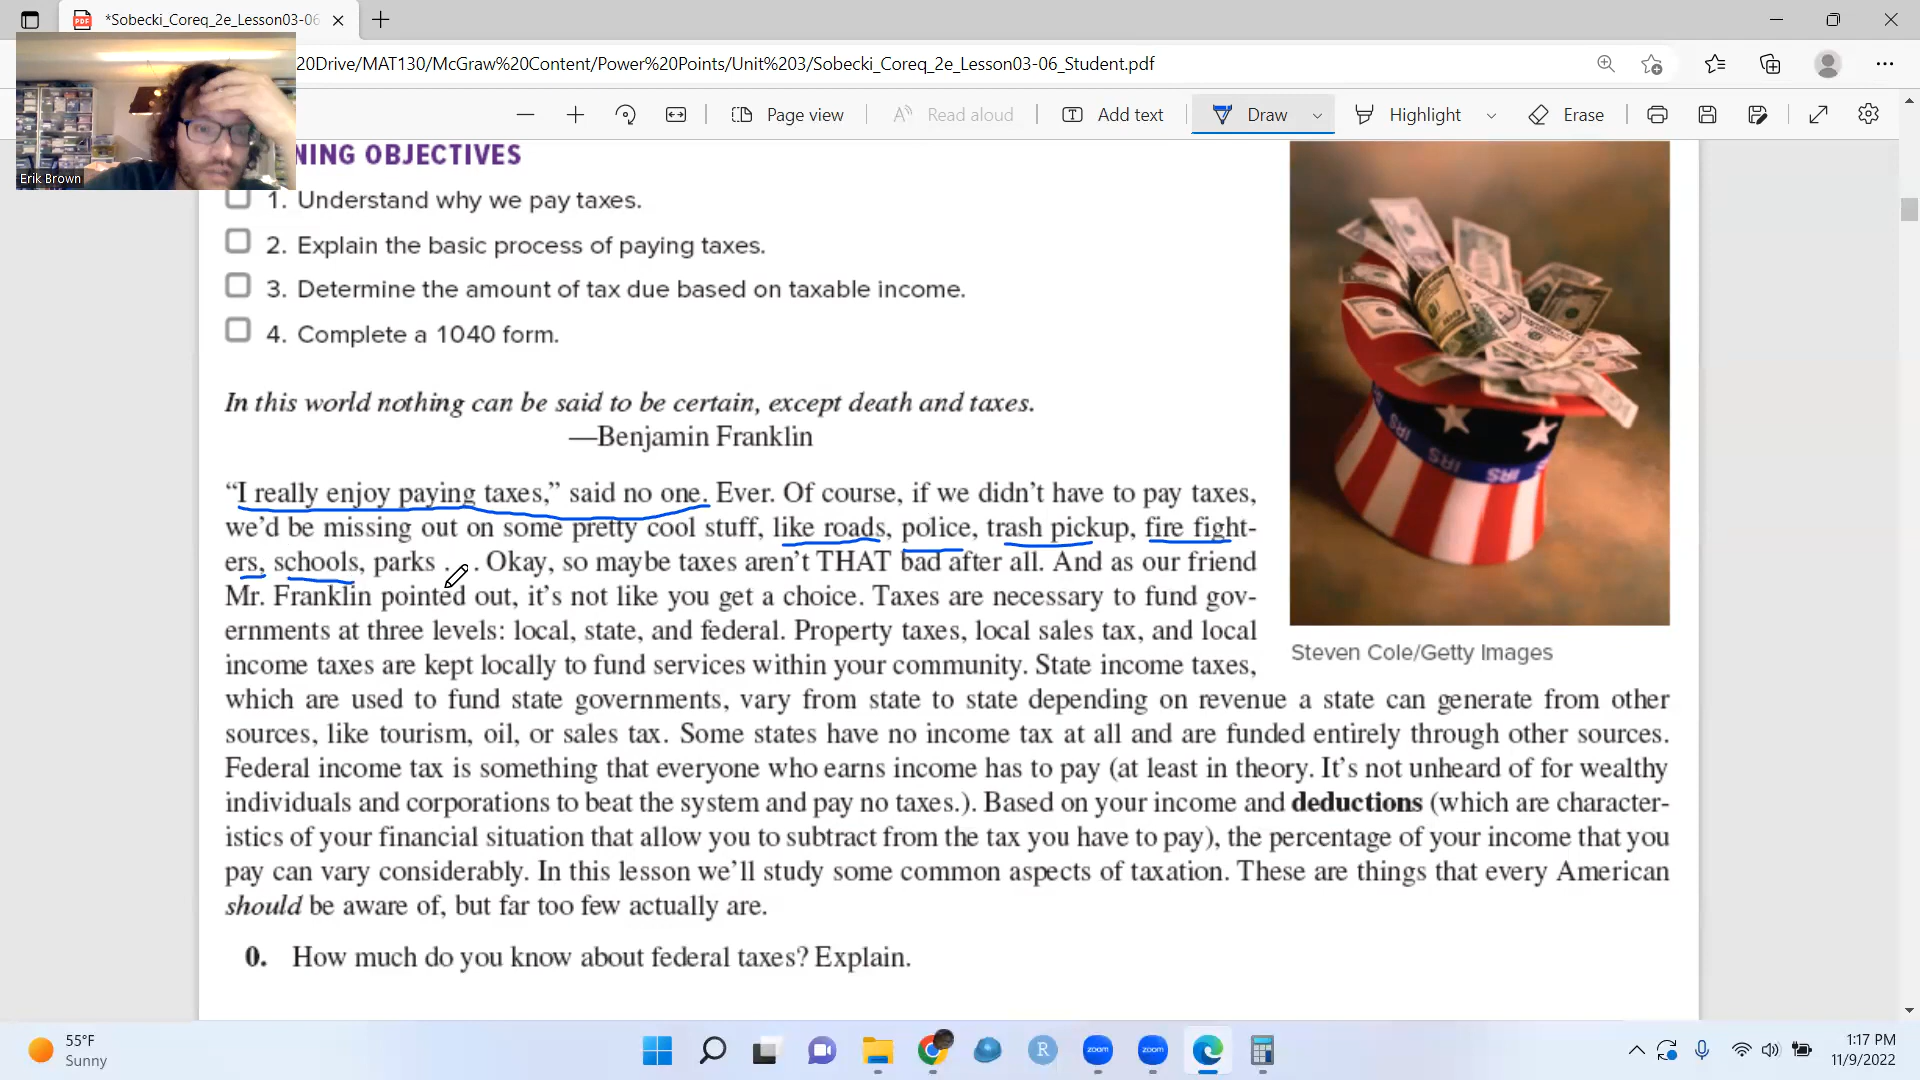 *Sobecki_Coreq_2e_Lesson03-06
20Drive/MAT130/McGraw%20Content/Power%20Points/Unit%203/Sobecki_Coreq_2e_Lesson03-06_Student.pdf
Page view
Read aloud
Add text
Draw
Highlight
Erase
Erik Brown
NING OBJECTIVES
1. Understand why we pay taxes.
2. Explain the basic process of paying taxes.
3. Determine the amount of tax due based on taxable income.
4. Complete a 1040 form.
In this world nothing can be said to be certain, except death and taxes.
—Benjamin Franklin
“I really enjoy paying taxes,” said no one. Ever. Of course, if we didn’t have to pay taxes,
we’d be missing out on some pretty cool stuff, like roads, police, trash pickup, fire fight-
ers, schools, parks . . . Okay, so maybe taxes aren’t THAT bad after all. And as our friend
Mr. Franklin pointed out, it’s not like you get a choice. Taxes are necessary to fund gov-
ernments at three levels: local, state, and federal. Property taxes, local sales tax, and local
income taxes are kept locally to fund services within your community. State income taxes,
which are used to fund state governments, vary from state to state depending on revenue a state can generate from other
sources, like tourism, oil, or sales tax. Some states have no income tax at all and are funded entirely through other sources.
Federal income tax is something that everyone who earns income has to pay (at least in theory. It’s not unheard of for wealthy
individuals and corporations to beat the system and pay no taxes.). Based on your income and deductions (which are character-
istics of your financial situation that allow you to subtract from the tax you have to pay), the percentage of your income that you
pay can vary considerably. In this lesson we’ll study some common aspects of taxation. These are things that every American
should be aware of, but far too few actually are.
0. How much do you know about federal taxes? Explain.
IRS IRS IRS
Steven Cole/Getty Images
55°F
Sunny
zoom
zoom
R
1:17 PM
11/9/2022